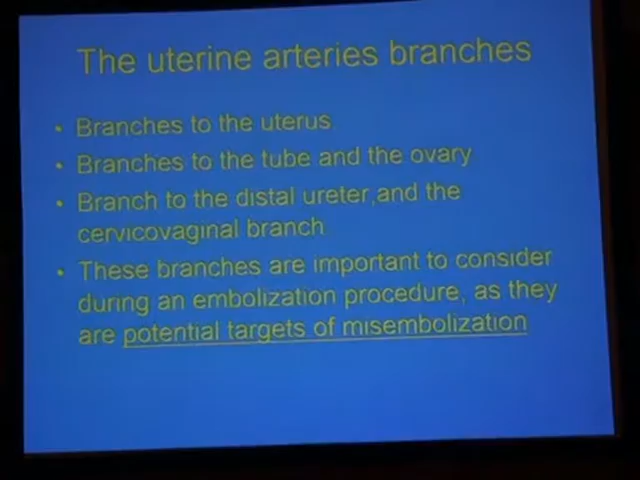 The uterine arteries branches
• Branches to the uterus
• Branches to the tube and the ovary
• Branch to the distal ureter,and the
cervicovaginal branch
• These branches are important to consider
during an embolization procedure, as they
are potential targets of misembolization